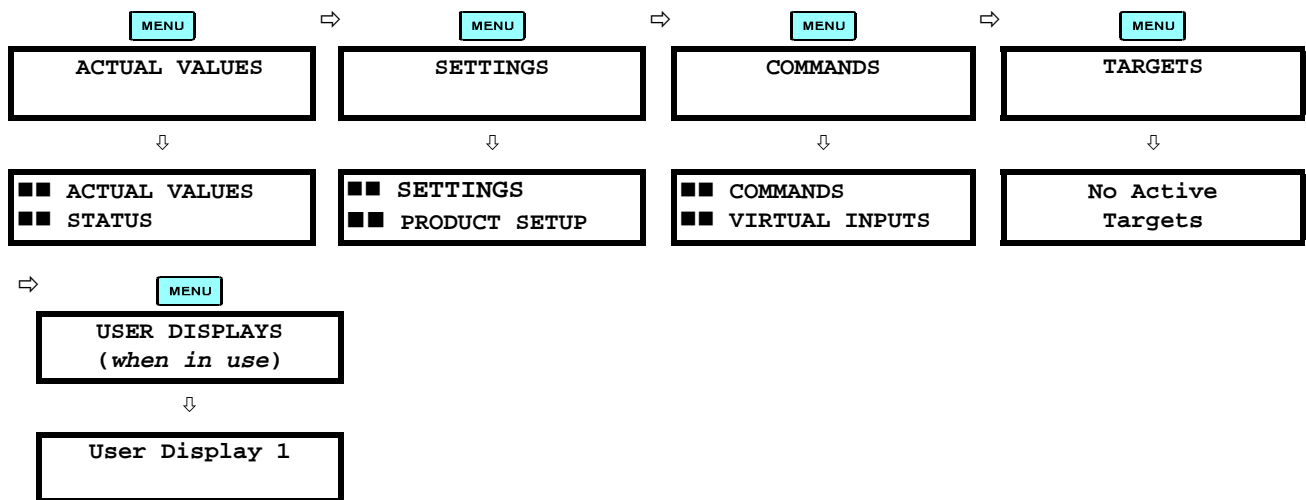 MENU
ACTUAL VALUES
ACTUAL VALUES
STATUS
MENU
SETTINGS
SETTINGS
PRODUCT SETUP
MENU
COMMANDS
COMMANDS
VIRTUAL INPUTS
MENU
TARGETS
No Active
Targets
MENU
USER DISPLAYS
(when in use)
User Display 1